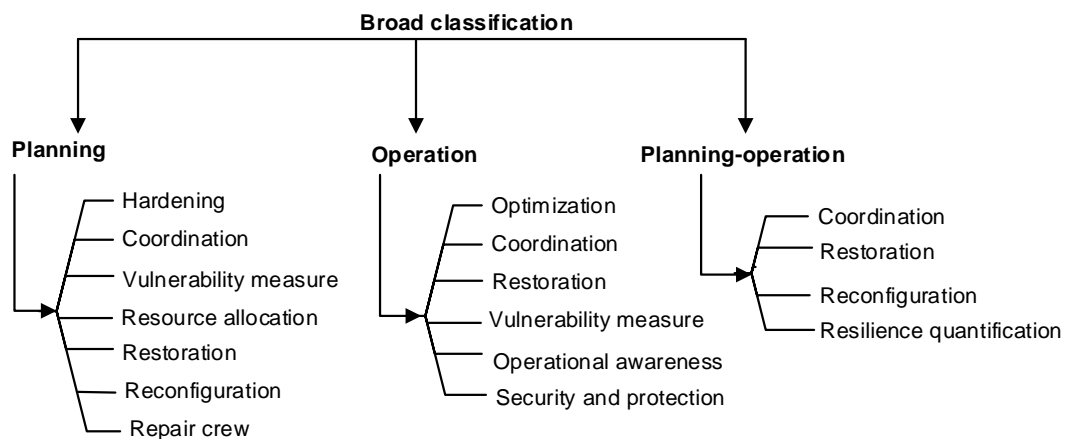 Broad classification
Planning
Hardening
Coordination
Vulnerability measure
Resource allocation
Restoration
Reconfiguration
Repair crew
Operation
Optimization
Coordination
Restoration
Vulnerability measure
Operational awareness
Security and protection
Planning-operation
Coordination
Restoration
Reconfiguration
Resilience quantification